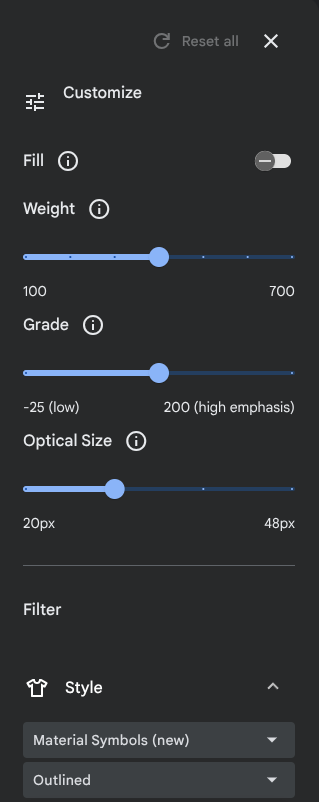 Reset all
Customize
Fill
Weight
100 700
Grade
-25 (low) 200 (high emphasis)
Optical Size
20px 48px
Filter
Style
Material Symbols (new)
Outlined